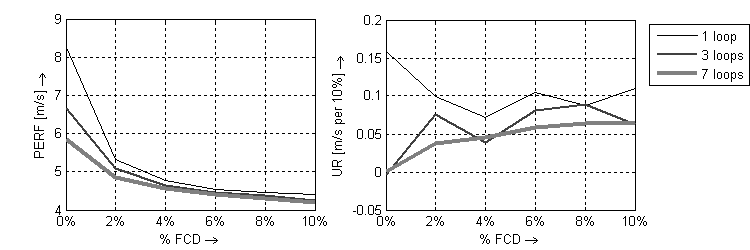 9
8
7
6
5
4
PERF [m/s] →
0% 2% 4% 6% 8% 10%
% FCD →
0.2
0.15
0.1
0.05
0
-0.05
UR [m/s per 10%] →
0% 2% 4% 6% 8% 10%
% FCD →
1 loop
3 loops
7 loops